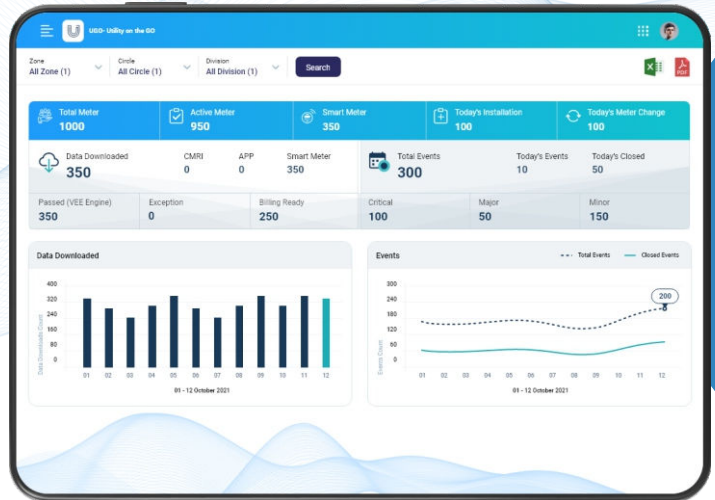 UGO- Utility on the GO
Zone Circle Division
All Zone (1) All Circle (1) All Division (1) Search
PDF
Total Meter Active Meter Smart Meter Today's Installation Today's Meter Change
1000 950 350 100 100
Data Downloaded CMRI APP Smart Meter Total Events Today's Events Today's Closed
350 0 0 350 300 10 50
Passed (VEE Engine) Exception Billing Ready Critical Major Minor
350 0 250 100 50 150
Data Downloaded
400
320
240
160
80
0
Data Downloads Count
01 02 03 04 05 06 07 08 09 10 11 12
01 - 12 October 2021
Events Total Events Closed Events
300
240
180
120
60
0
Events Count
200
01 02 03 04 05 06 07 08 09 10 11 12
01 - 12 October 2021